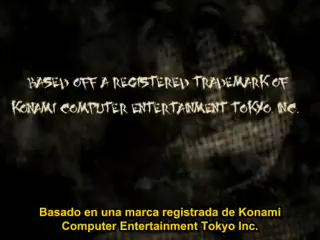 BASED OFF A REGISTERED TRADEMARK OF
KONAMI COMPUTER ENTERTAINMENT TOKYO INC.
Basado en una marca registrada de Konami
Computer Entertainment Tokyo Inc.